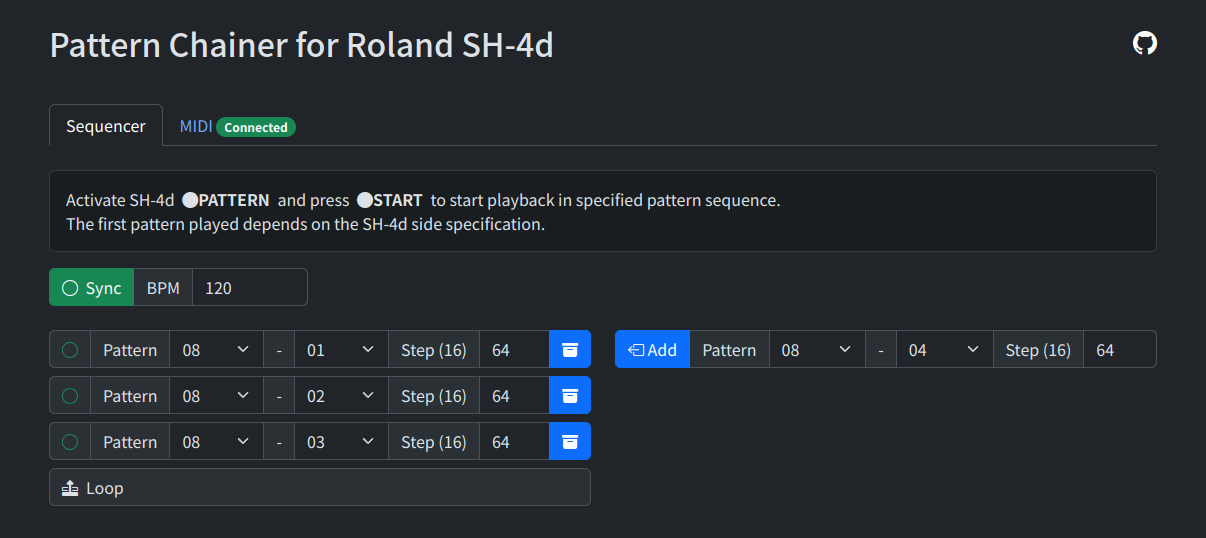 Pattern Chainer for Roland SH-4d
Sequencer MIDI Connected
Activate SH-4d PATTERN and press START to start playback in specified pattern sequence.
The first pattern played depends on the SH-4d side specification.
Sync BPM 120
Pattern 08 - 01 Step (16) 64
Add Pattern 08 - 04 Step (16) 64
Pattern 08 - 02 Step (16) 64
Pattern 08 - 03 Step (16) 64
Loop